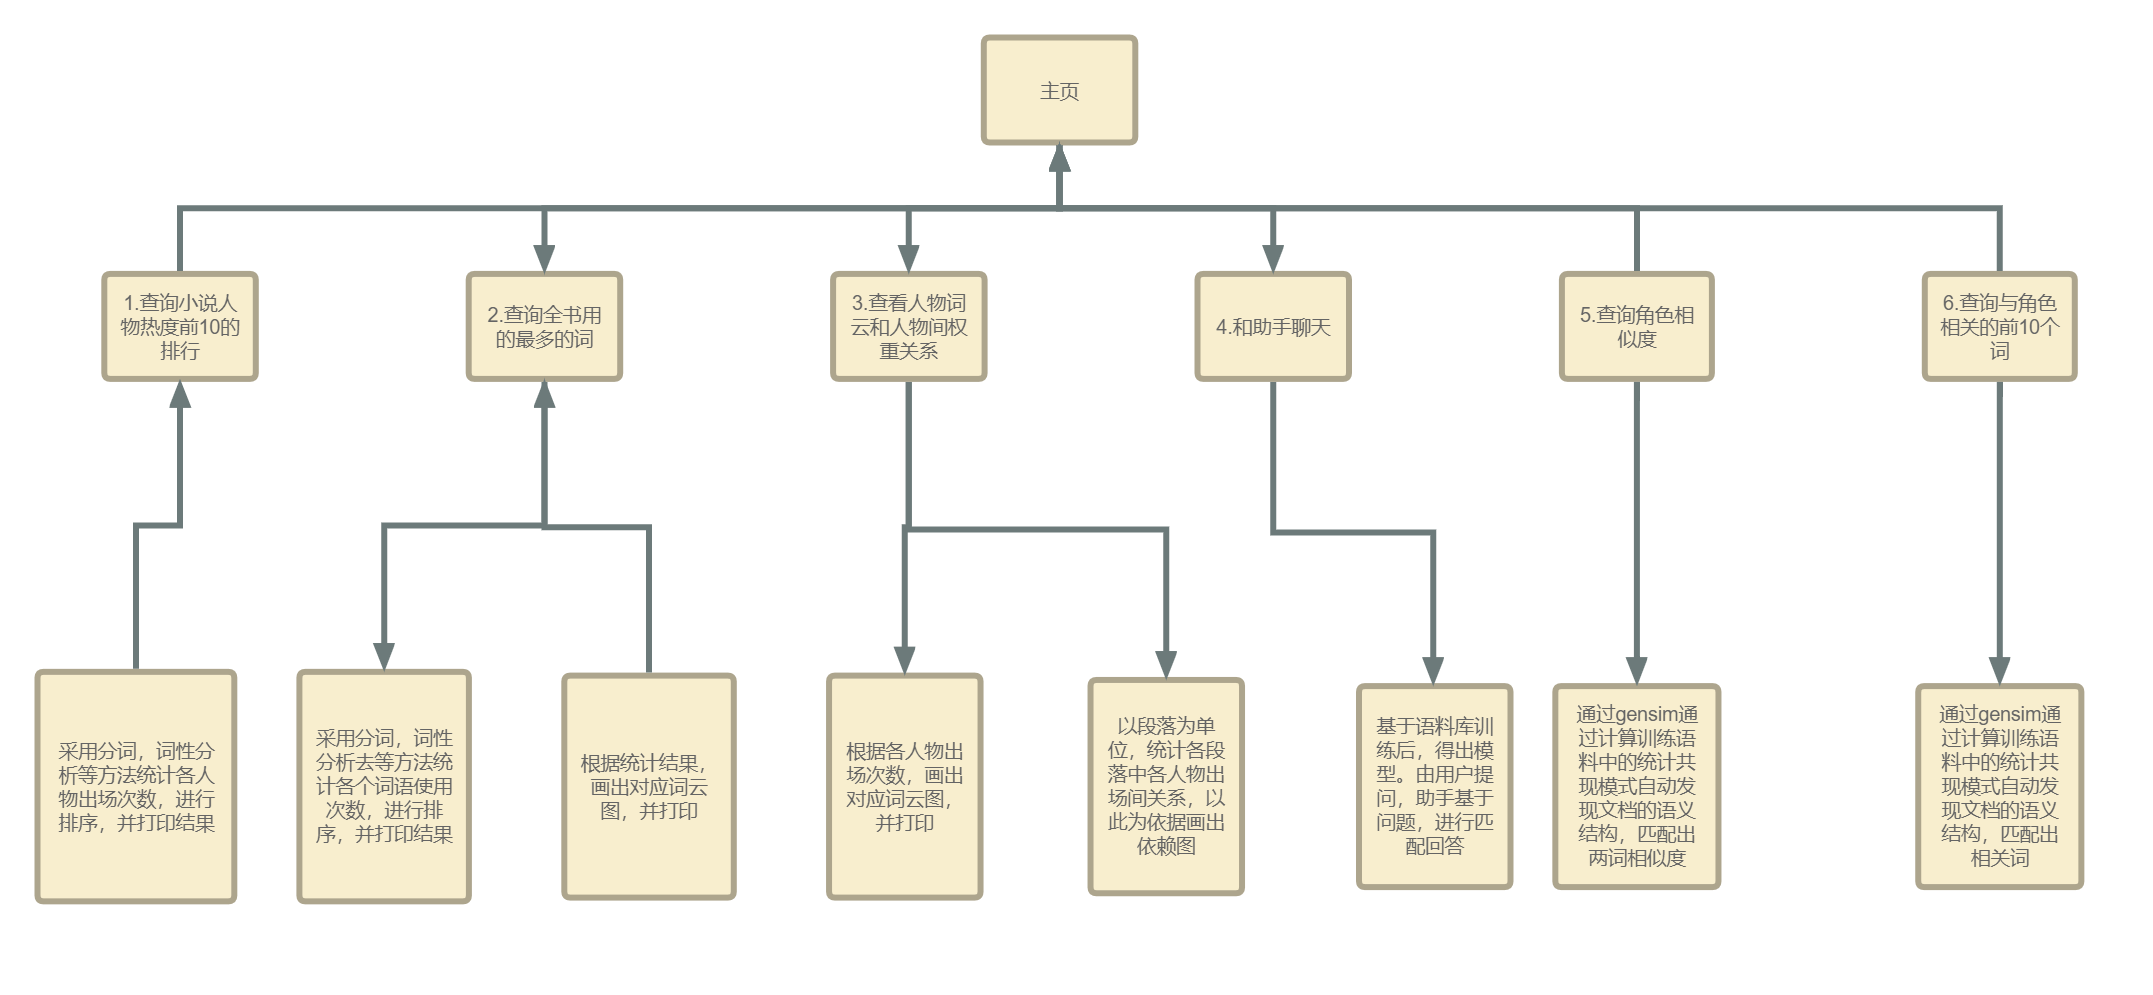 主页
1.查询小说人
物热度前10的
排行
2.查询全书用
的最多的词
3.查看人物词
云和人物间权
重关系
4.和助手聊天
5.查询角色相
似度
6.查询与角色
相关的前10个
词
采用分词，词性分
析等方法统计各人
物出场次数，进行
排序，并打印结果
采用分词，词性
分析去等方法统
计各个词语使用
次数，进行排
序，并打印结果
根据统计结果，
画出对应词云
图，并打印
根据各人物出
场次数，画出
对应词云图，
并打印
以段落为单
位，统计各段
落中各人物出
场间关系，以
此为依据画出
依赖图
基于语料库训
练后，得出模
型。由用户提
问，助手基于
问题，进行匹
配回答
通过gensim通
过计算训练语
料中的统计共
现模式自动发
现文档的语义
结构，匹配出
两词相似度
通过gensim通
过计算训练语
料中的统计共
现模式自动发
现文档的语义
结构，匹配出
相关词